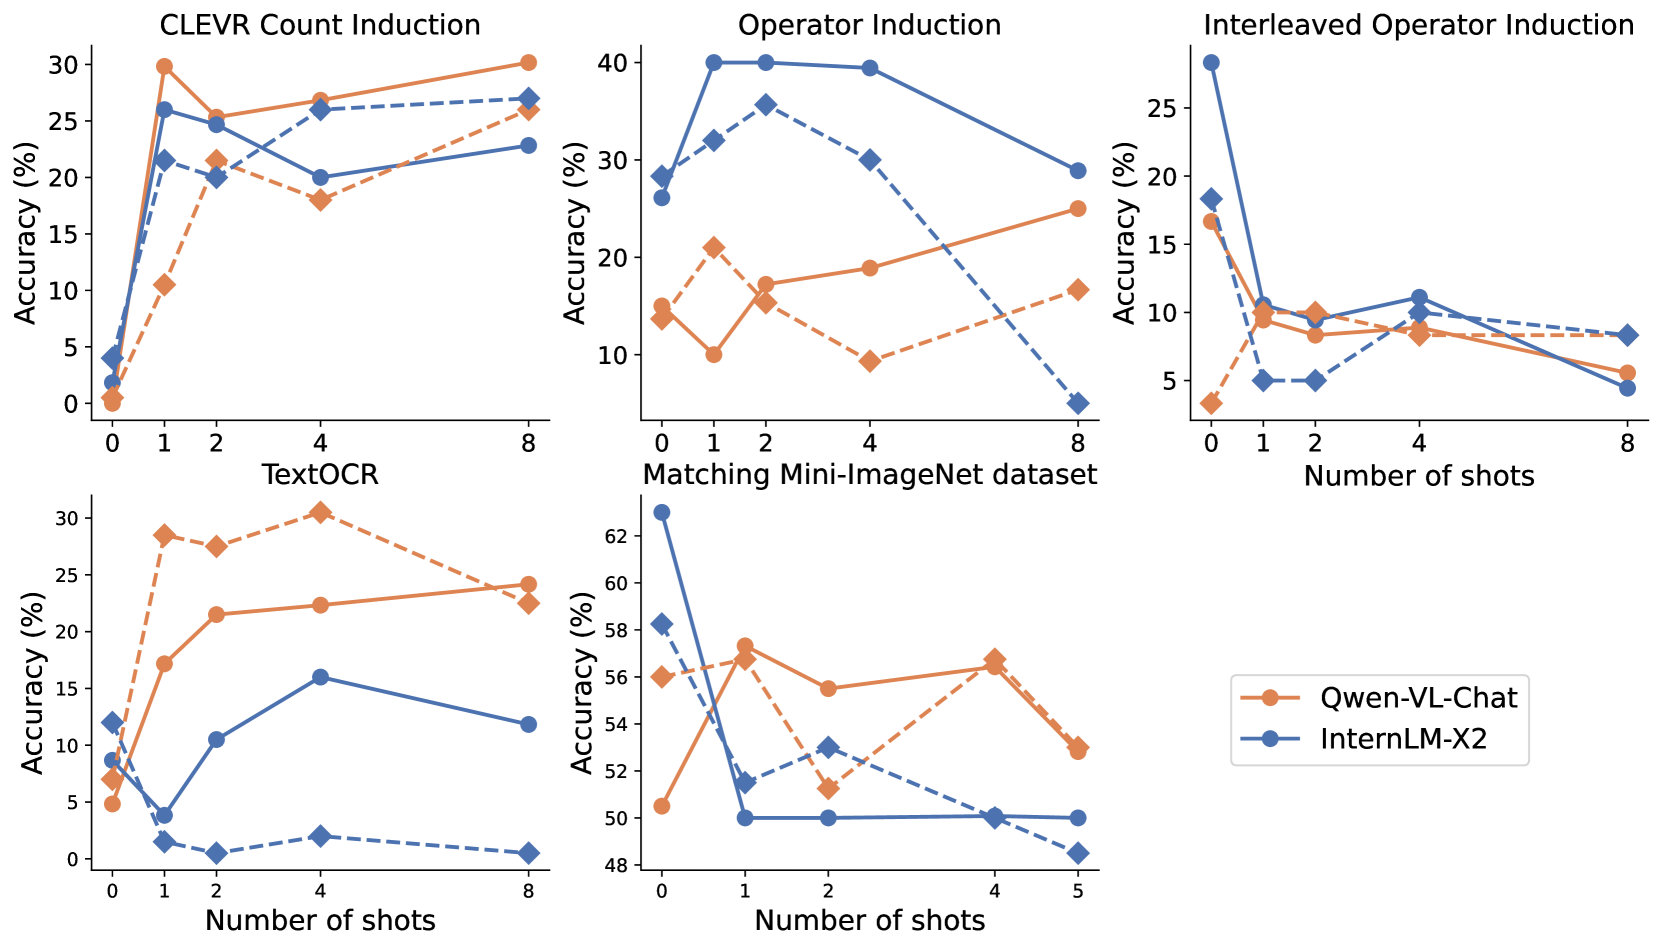 CLEVR Count Induction
Accuracy (%)
30
25
20
15
10
5
0
0 1 2 4 8
Operator Induction
Accuracy (%)
40
30
20
10
0 1 2 4 8
Interleaved Operator Induction
Accuracy (%)
25
20
15
10
5
0 1 2 4 8
Number of shots
TextOCR
Accuracy (%)
30
25
20
15
10
5
0
0 1 2 4 8
Number of shots
Matching Mini-ImageNet dataset
Accuracy (%)
62
60
58
56
54
52
50
48
0 1 2 4 5
Number of shots
Qwen-VL-Chat
InternLM-X2